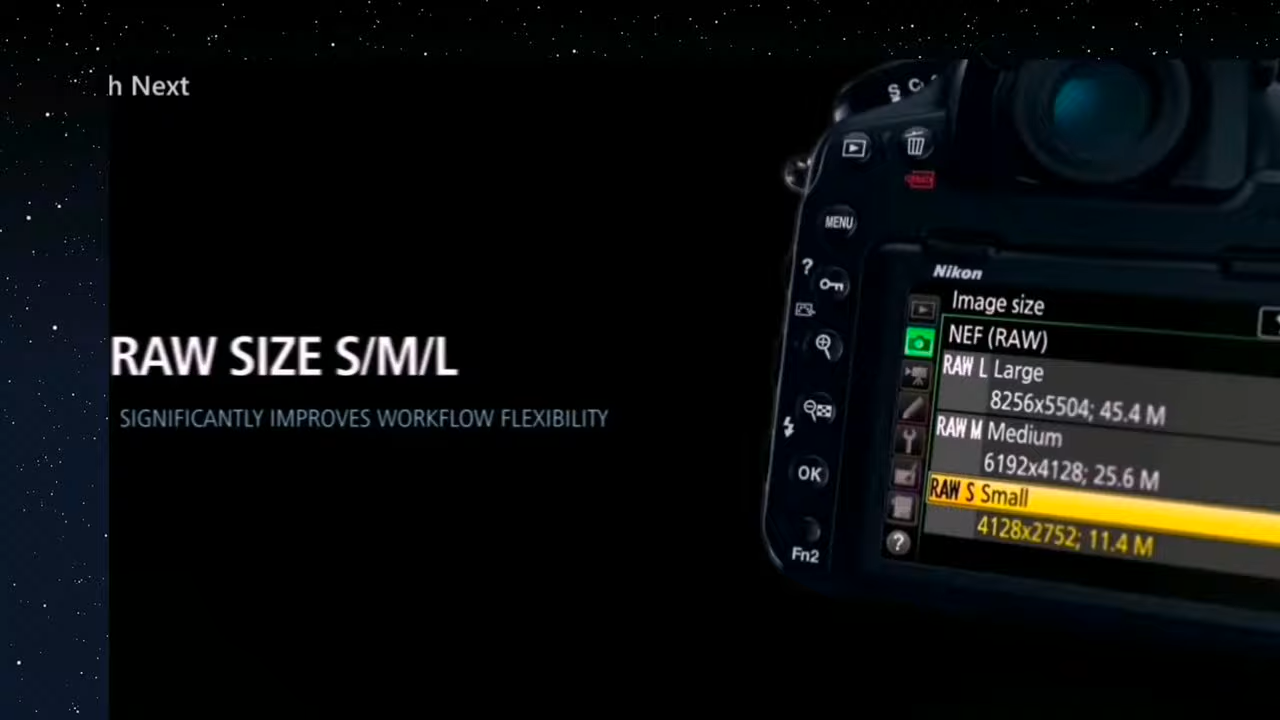 h Next
RAW SIZE S/M/L
SIGNIFICANTLY IMPROVES WORKFLOW FLEXIBILITY
MENU
?
OK
Fn2
Nikon
Image size
NEF (RAW)
RAW L Large
8256x5504; 45.4 M
RAW M Medium
6192x4128; 25.6 M
RAW S Small
4128x2752; 11.4 M
?